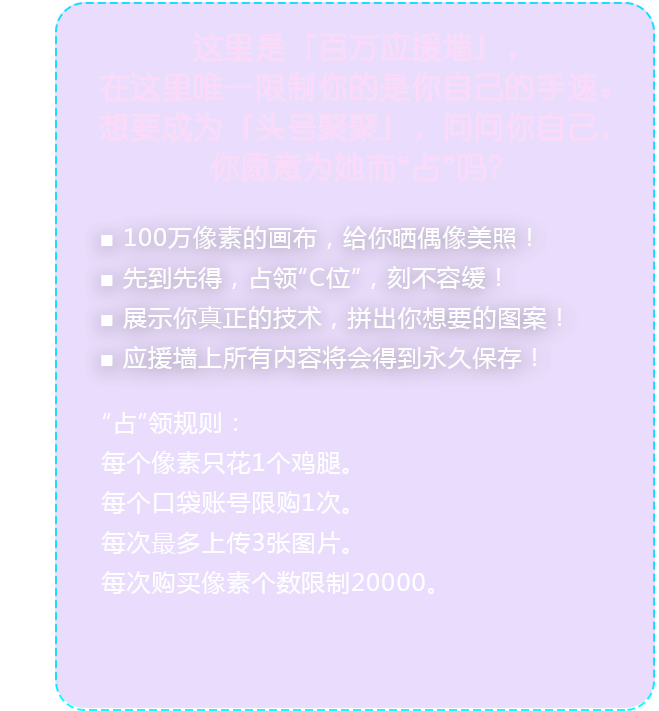 这里是「百万应援墙」，
在这里唯一限制你的是你自己的手速。
想要成为「头号聚聚」，问问你自己，
你愿意为她而“占”吗?
▪ 100万像素的画布，给你晒偶像美照！
▪ 先到先得，占领“C位”，刻不容缓！
▪ 展示你真正的技术，拼出你想要的图案！
▪ 应援墙上所有内容将会得到永久保存！
“占”领规则：
每个像素只花1个鸡腿。
每个口袋账号限购1次。
每次最多上传3张图片。
每次购买像素个数限制20000。